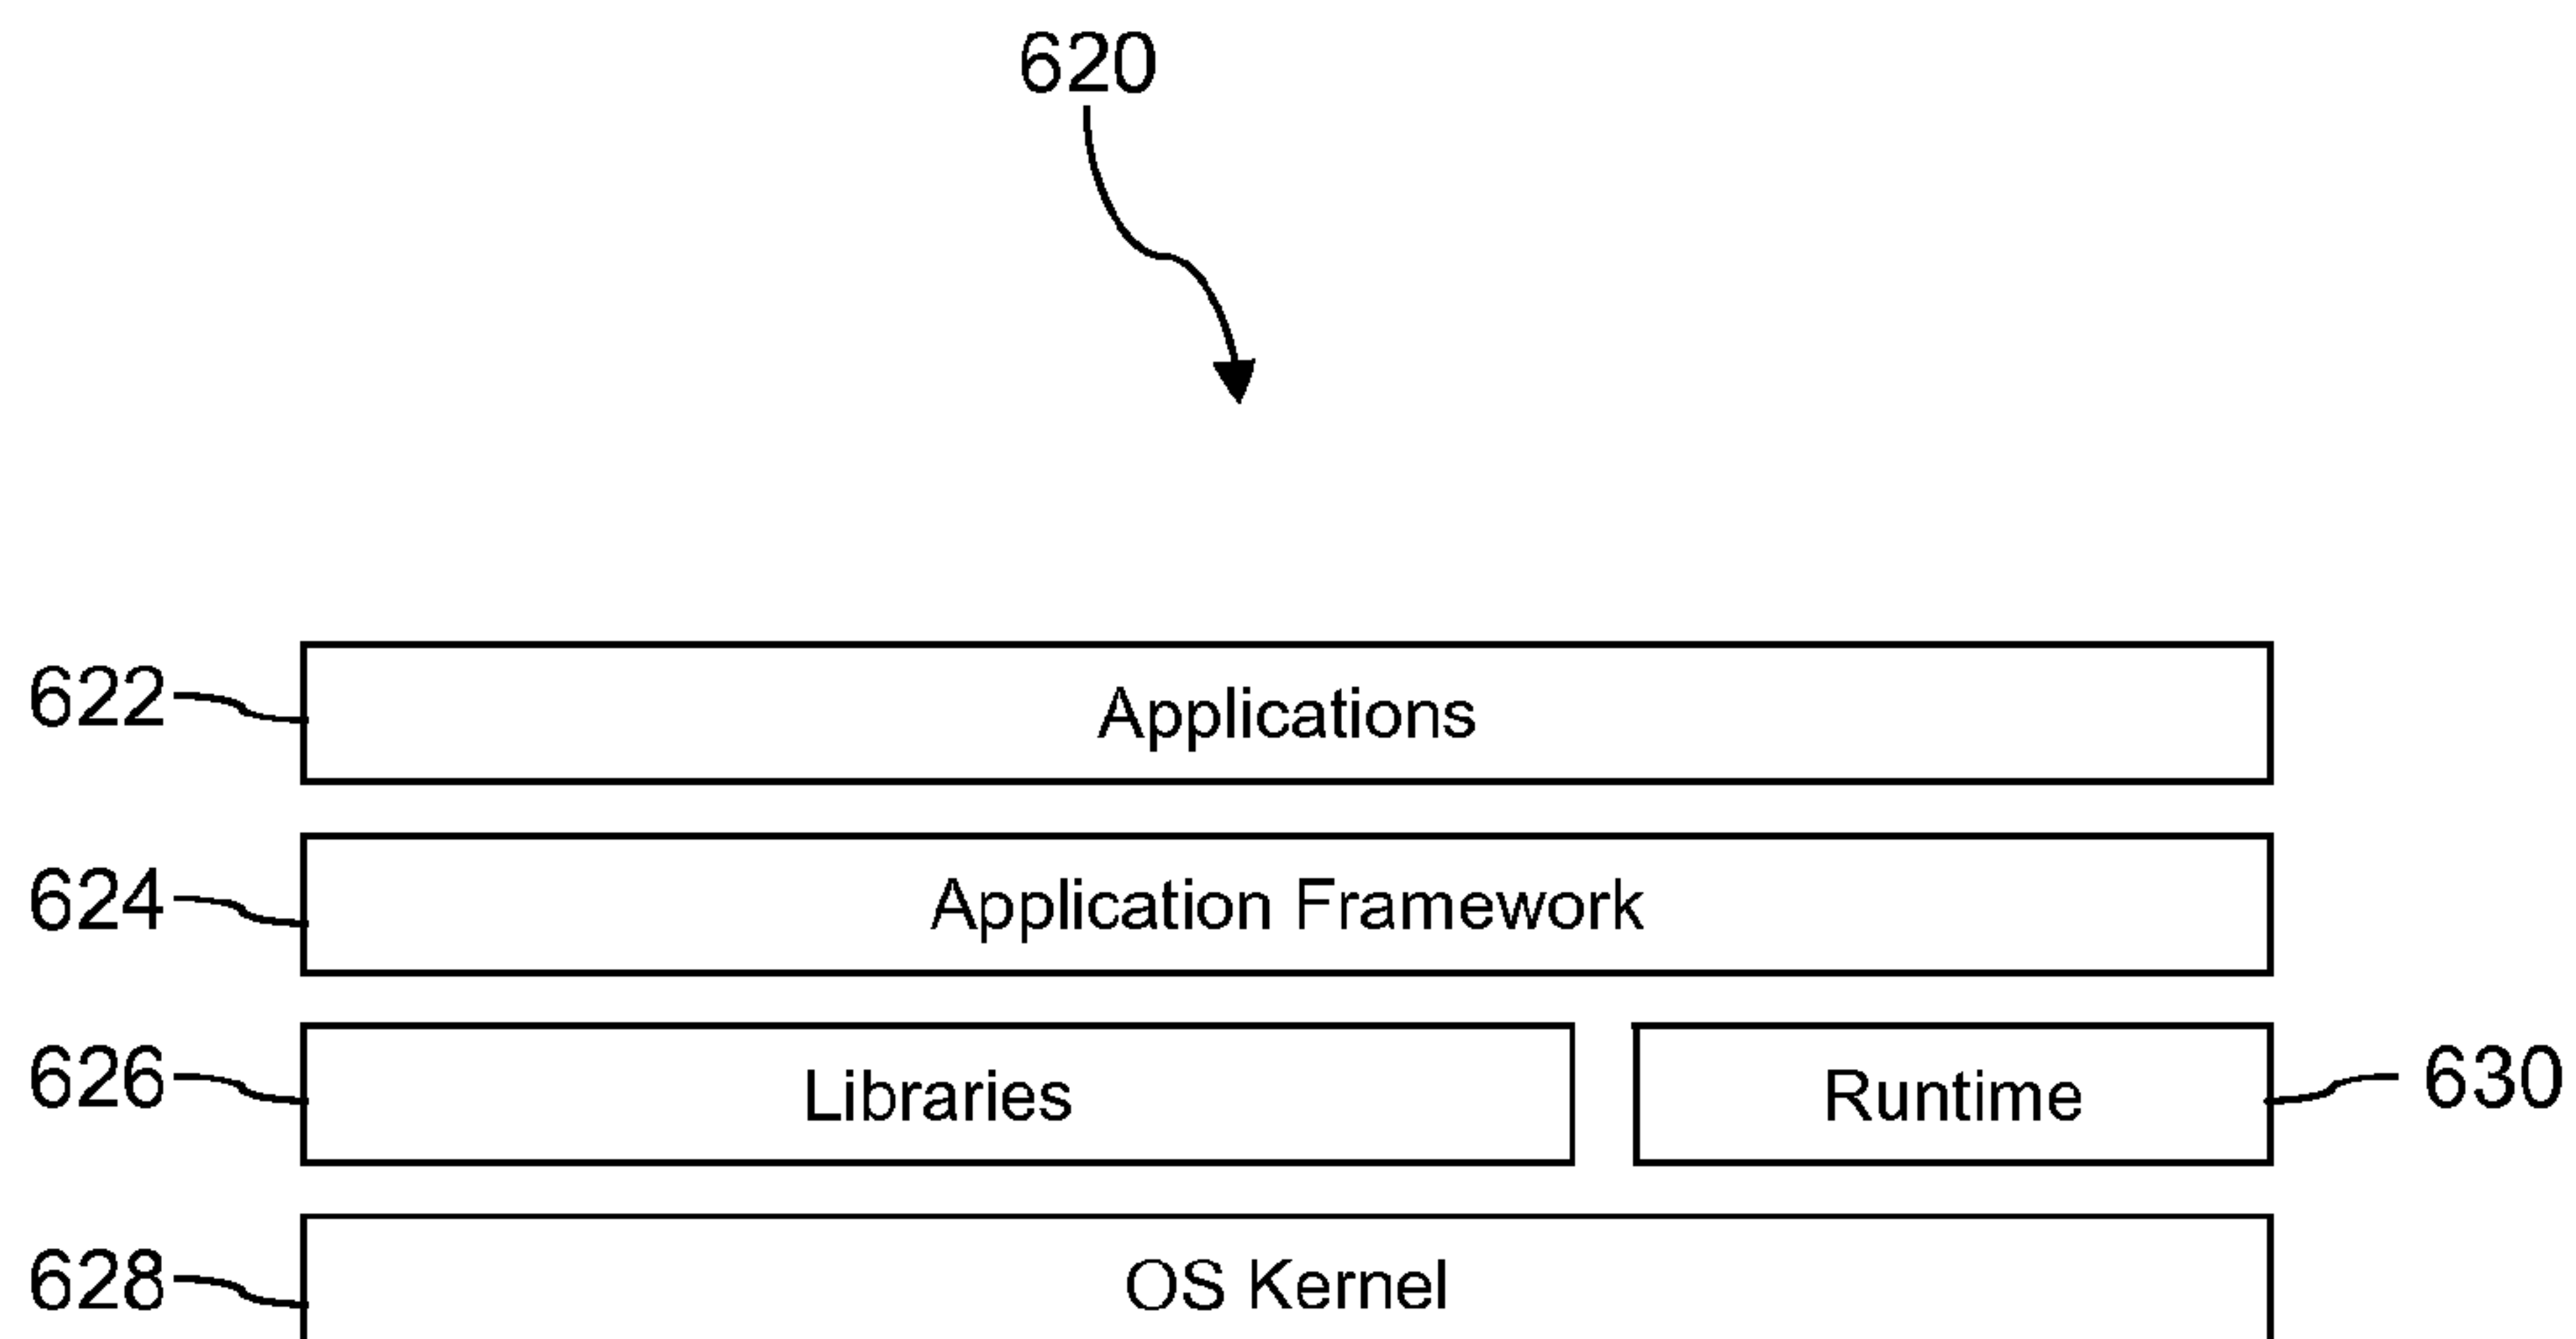 620
622 Applications
624 Application Framework
626 Libraries Runtime 630
628 OS Kernel